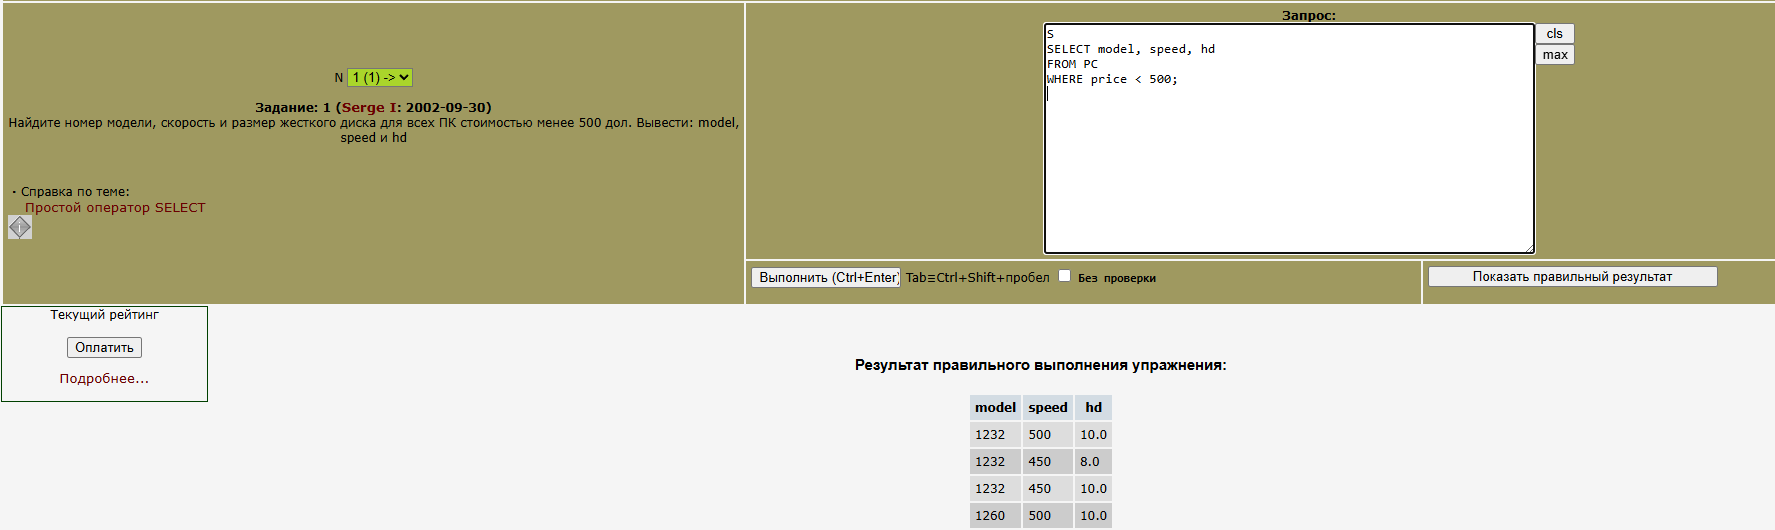 N 1 (1) ->
Задание: 1 (Serge I: 2002-09-30)
Найдите номер модели, скорость и размер жесткого диска для всех ПК стоимостью менее 500 дол. Вывести: model,
speed и hd
· Справка по теме:
Простой оператор SELECT
Запрос:
S
SELECT model, speed, hd
FROM PC
WHERE price < 500;
cls
max
Выполнить (Ctrl+Enter) Tab≡Ctrl+Shift+пробел Без проверки
Показать правильный результат
Текущий рейтинг
Оплатить
Подробнее...
Результат правильного выполнения упражнения:
model speed hd
1232 500 10.0
1232 450 8.0
1232 450 10.0
1260 500 10.0